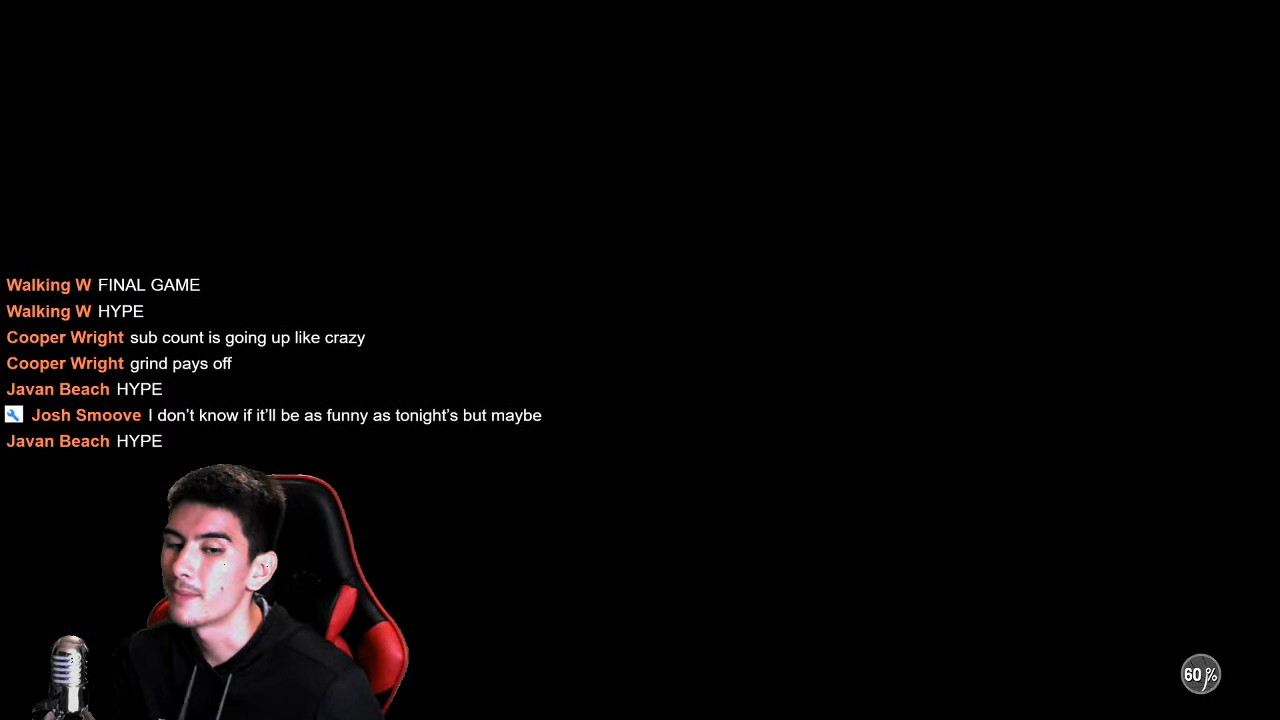 Walking W FINAL GAME
Walking W HYPE
Cooper Wright sub count is going up like crazy
Cooper Wright grind pays off
Javan Beach HYPE
Josh Smoove I don't know if it'll be as funny as tonight's but maybe
Javan Beach HYPE
60 %